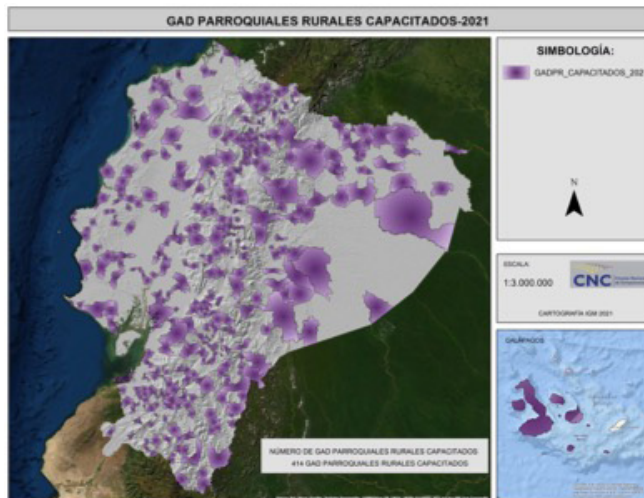 GAD PARROQUIALES RURALES CAPACITADOS-2021
SIMBOLOGÍA:
GADPR_CAPACITADOS_202
N
ESCALA:
1:3.000.000
CNC
CARTOGRAFÍA IGM 2021
GALÁPAGOS
NÚMERO DE GAD PARROQUIALES RURALES CAPACITADOS
414 GAD PARROQUIALES RURALES CAPACITADOS